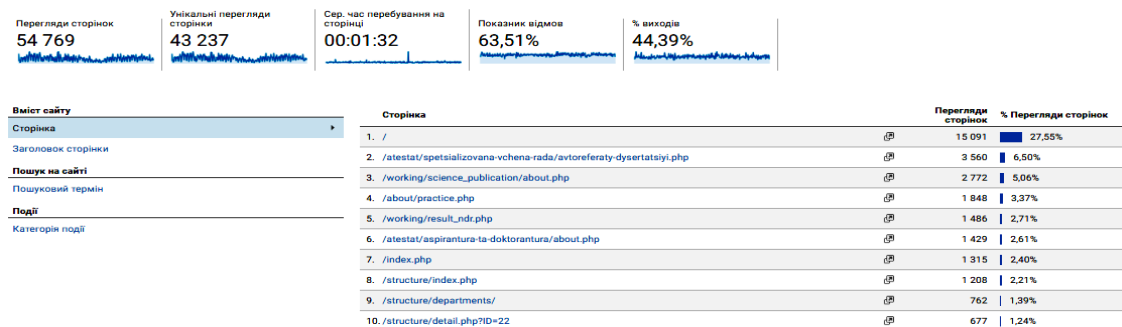 Перегляди сторінок
54 769
Унікальні перегляди
сторінки
43 237
Сер. час перебування на
сторінці
00:01:32
Показник відмов
63,51%
% виходів
44,39%
Вміст сайту
Сторінка
Заголовок сторінки
Пошук на сайті
Пошуковий термін
Події
Категорія події
Сторінка Перегляди сторінок % Перегляди сторінок
1. / 15 091 27,55%
2. /atestat/spetsializovana-vchena-rada/avtoreferaty-dysertatsiyi.php 3 560 6,50%
3. /working/science_publication/about.php 2 772 5,06%
4. /about/practice.php 1 848 3,37%
5. /working/result_ndr.php 1 486 2,71%
6. /atestat/aspirantura-ta-doktorantura/about.php 1 429 2,61%
7. /index.php 1 315 2,40%
8. /structure/index.php 1 208 2,21%
9. /structure/departments/ 762 1,39%
10. /structure/detail.php?ID=22 677 1,24%